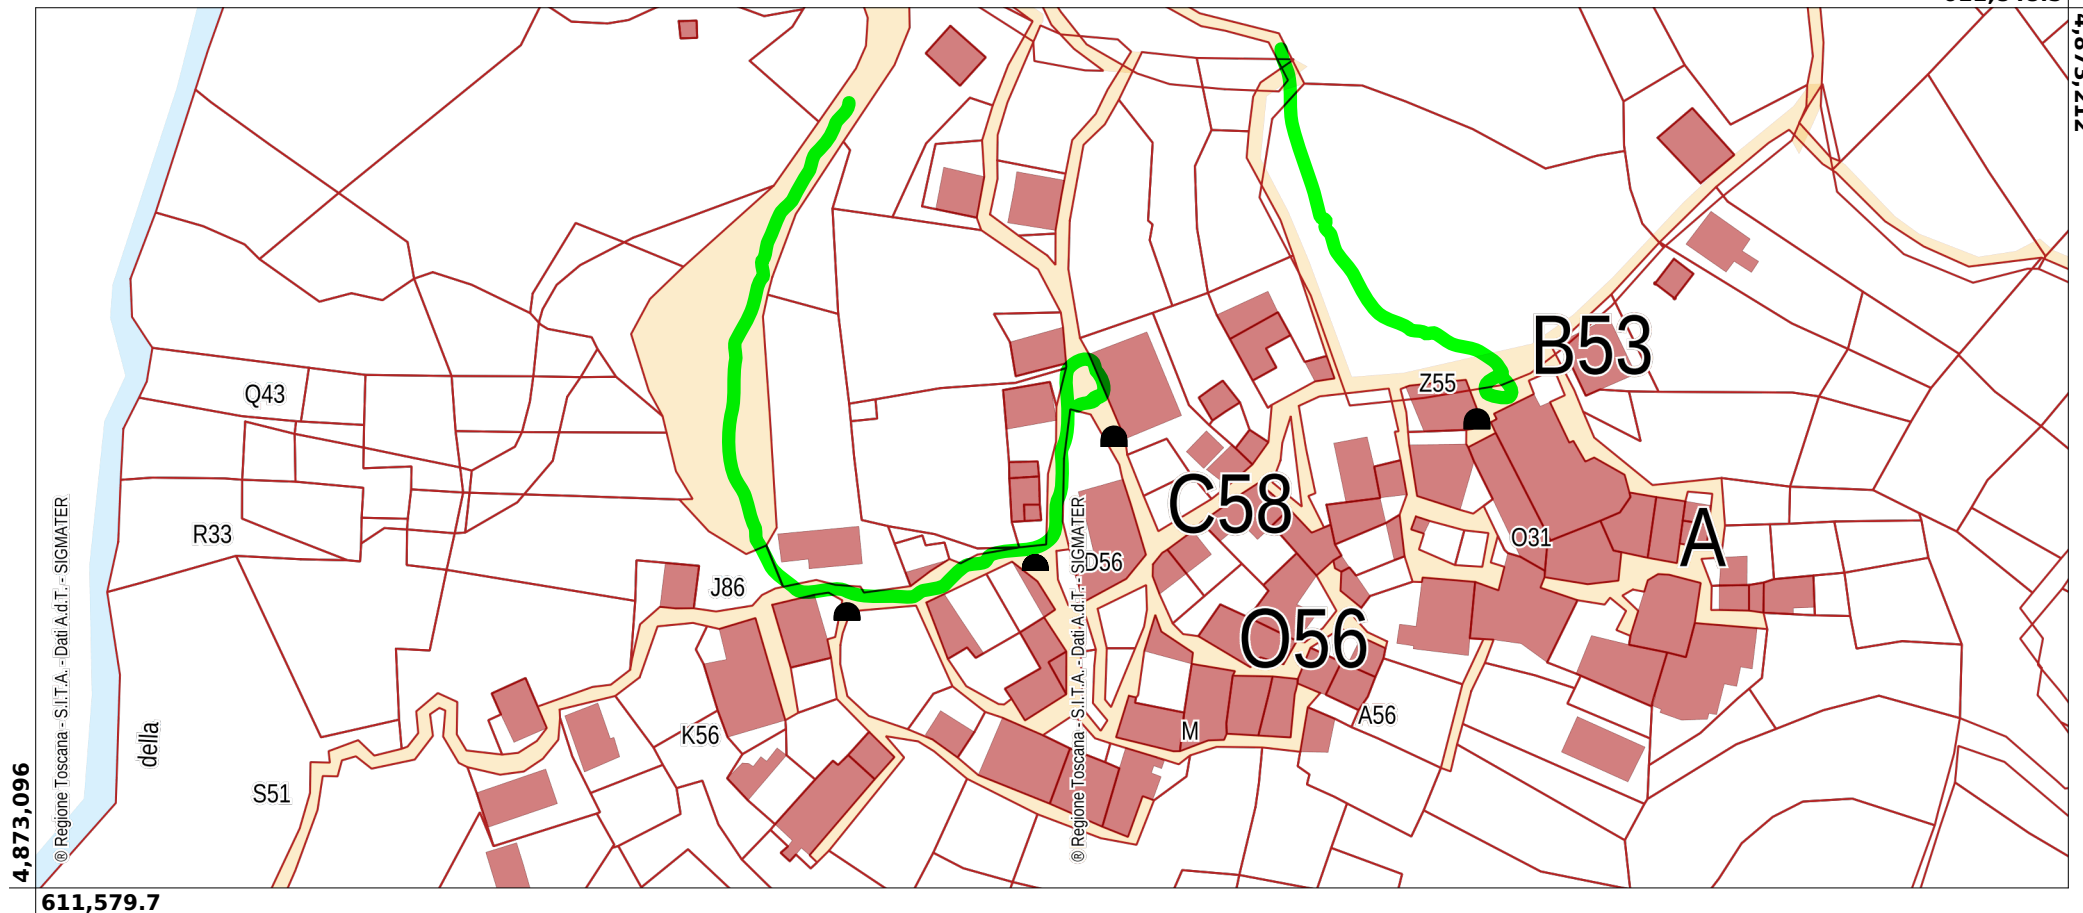 B53
Z55
Q43
C58
R33
O31
A
D56
J86
O56
A56
M
K56
della
S51
® Regione Toscana - S.I.T.A. - Dati A.d.T. - SIGMATER
® Regione Toscana - S.I.T.A. - Dati A.d.T. - SIGMATER
4,873,096
611,579.7